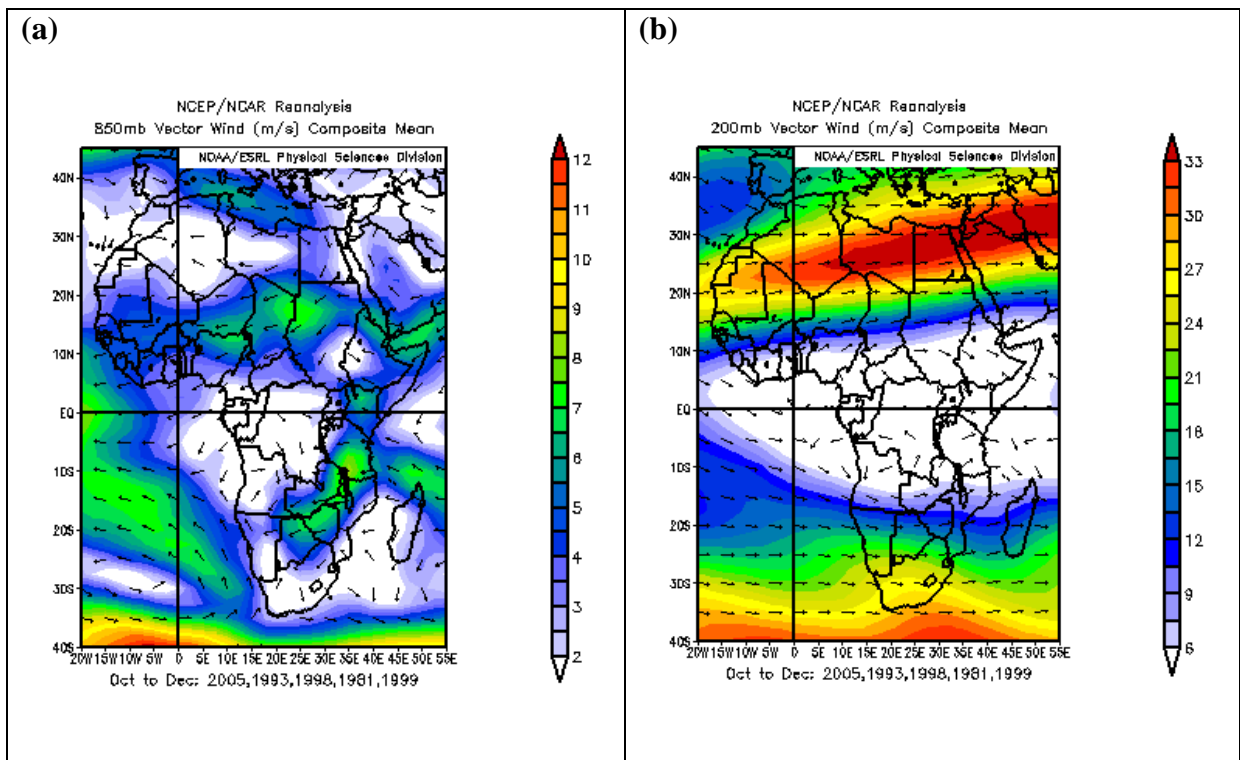 (a)
NCEP/NCAR Reanalysis
850mb Vector Wind (m/s) Composite Mean
NOAA/ESRL Physical Sciences Division
40N
30N
20N
10N
EQ
10S
20S
30S
40S
20W 15W 10W 5W 0 5E 10E 15E 20E 25E 30E 35E 40E 45E 50E 55E
Oct to Dec: 2005,1993,1998,1981,1999
12
11
10
9
8
7
6
5
4
3
2
(b)
NCEP/NCAR Reanalysis
200mb Vector Wind (m/s) Composite Mean
NOAA/ESRL Physical Sciences Division
40N
30N
20N
10N
EQ
10S
20S
30S
40S
20W 15W 10W 5W 0 5E 10E 15E 20E 25E 30E 35E 40E 45E 50E 55E
Oct to Dec: 2005,1993,1998,1981,1999
33
30
27
24
21
18
15
12
9
6